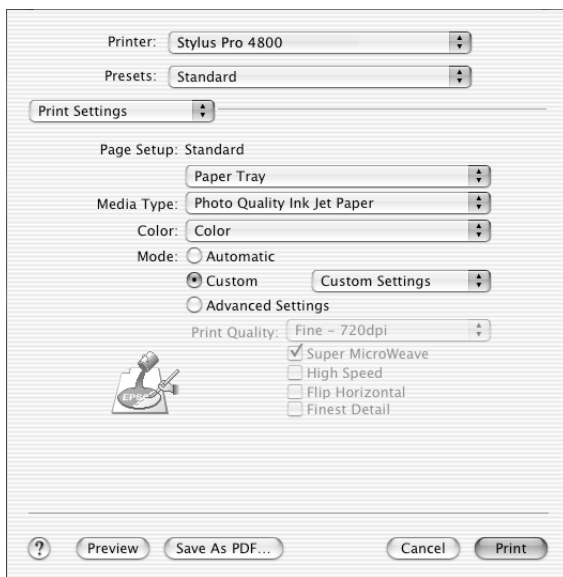 Printer: Stylus Pro 4800
Presets: Standard
Print Settings
Page Setup: Standard
Paper Tray
Media Type: Photo Quality Ink Jet Paper
Color: Color
Mode: Automatic
Custom Custom Settings
Advanced Settings
Print Quality: Fine – 720dpi
Super MicroWeave
High Speed
Flip Horizontal
Finest Detail
EPSO
? Preview Save As PDF... Cancel Print